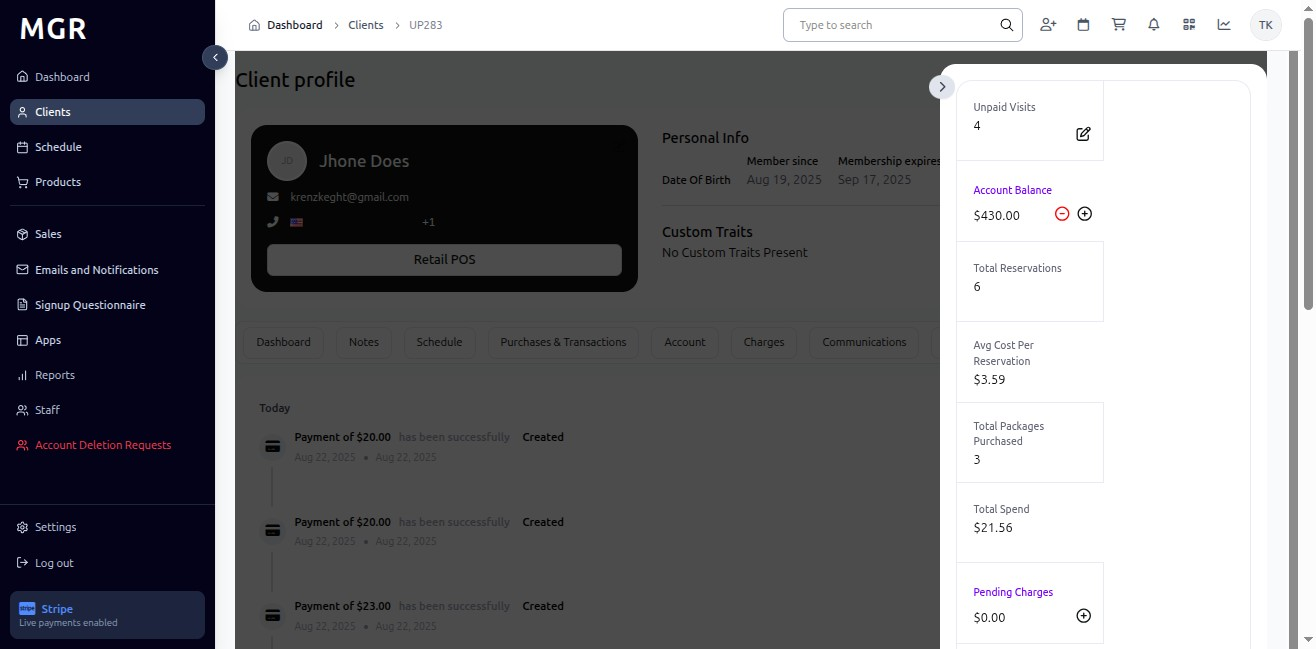 MGR
Dashboard
Clients
Schedule
Products
Sales
Emails and Notifications
Signup Questionnaire
Apps
Reports
Staff
Account Deletion Requests
Settings
Log out
stripe Stripe
Live payments enabled
Dashboard > Clients > UP283
Type to search
TK
Client profile
JD Jhone Does
krenzkeght@gmail.com
+1
Retail POS
Personal Info
Member since Membership expires
Date Of Birth Aug 19, 2025 Sep 17, 2025
Custom Traits
No Custom Traits Present
Dashboard Notes Schedule Purchases & Transactions Account Charges Communications
Today
Payment of $20.00 has been successfully Created
Aug 22, 2025 • Aug 22, 2025
Payment of $20.00 has been successfully Created
Aug 22, 2025 • Aug 22, 2025
Payment of $23.00 has been successfully Created
Aug 22, 2025 • Aug 22, 2025
Unpaid Visits
4
Account Balance
$430.00
Total Reservations
6
Avg Cost Per
Reservation
$3.59
Total Packages
Purchased
3
Total Spend
$21.56
Pending Charges
$0.00